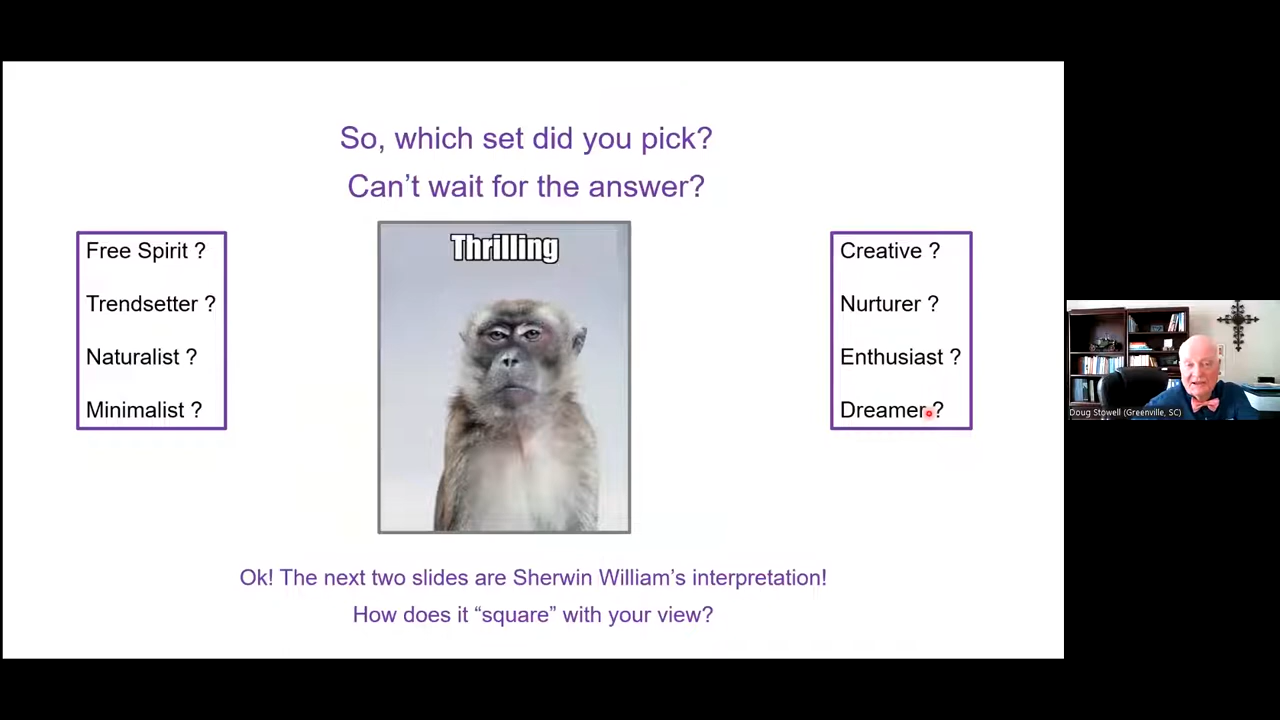 So, which set did you pick?
Can't wait for the answer?
Free Spirit ?
Trendsetter ?
Naturalist ?
Minimalist ?
Thrilling
Creative ?
Nurturer ?
Enthusiast ?
Dreamer ?
Ok! The next two slides are Sherwin William's interpretation!
How does it “square” with your view?
Doug Stowell (Greenville, SC)